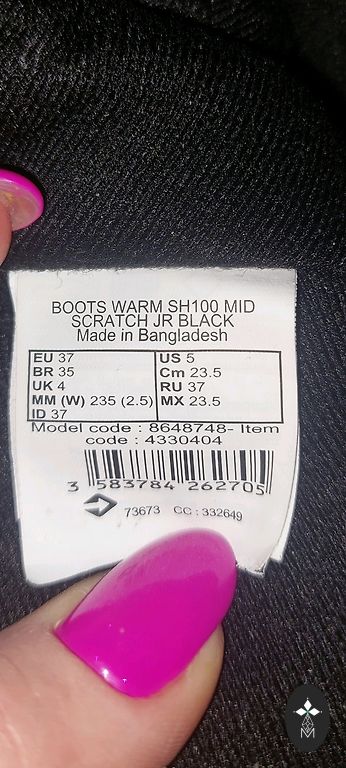 BOOTS WARM SH100 MID
SCRATCH JR BLACK
Made in Bangladesh
EU 37 US 5
BR 35 Cm 23.5
UK 4 RU 37
MM (W) 235 (2.5) MX 23.5
ID 37
Model code : 8648748- Item
code : 4330404
3 583784 262705
73673 CC : 332649
M